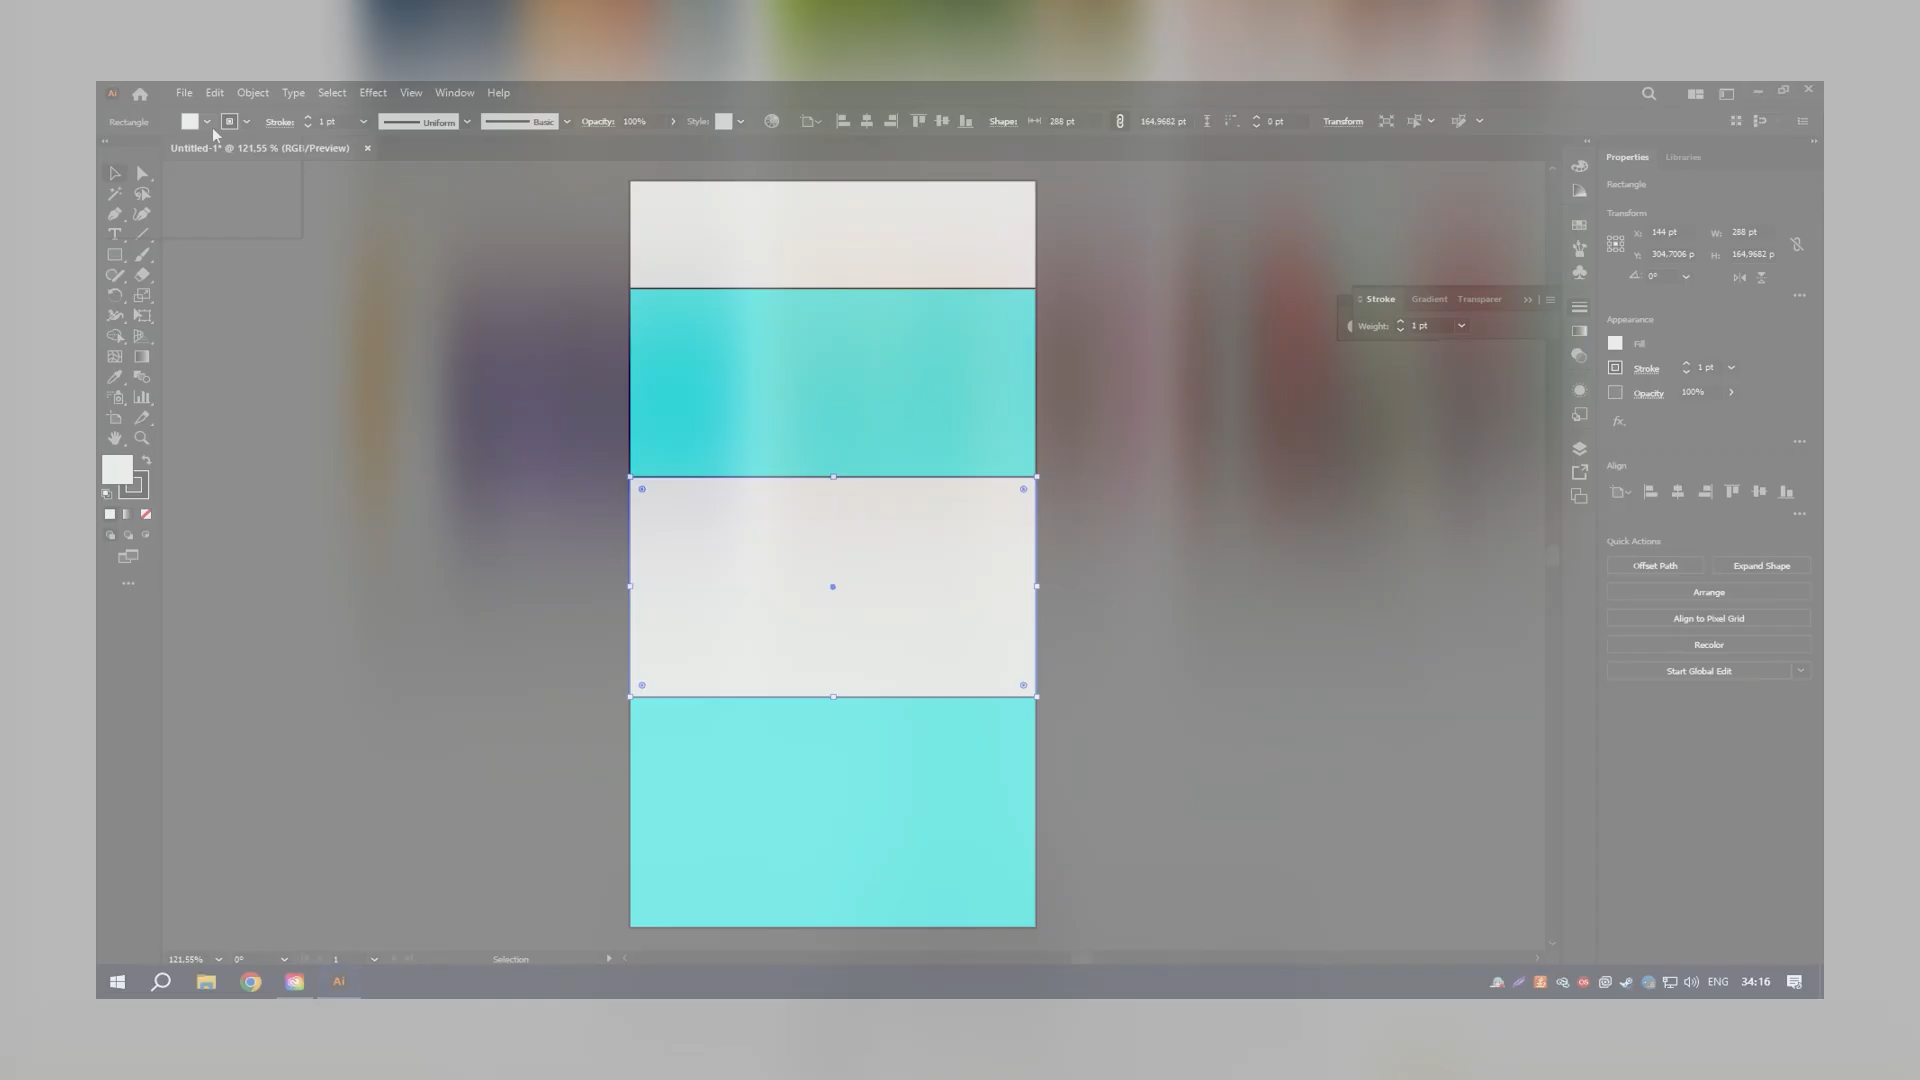 Ai File Edit Object Type Select Effect View Window Help
Rectangle Stroke: 1 pt Uniform Basic Opacity: 100% Style: Shape: 288 pt 164,9682 pt 0 pt Transform
Untitled-1* @ 121,55 % (RGB/Preview)
Properties Libraries
Rectangle
Transform
X: 144 pt W: 288 pt
Y: 304,7006 p H: 164,9682 p
0°
Stroke Gradient Transparer
Weight: 1 pt
Appearance
Fill
Stroke 1 pt
Opacity 100%
fx.
Align
Quick Actions
Offset Path Expand Shape
Arrange
Align to Pixel Grid
Recolor
Start Global Edit
121,55% 0° 1 Selection
Ai ENG 34:16